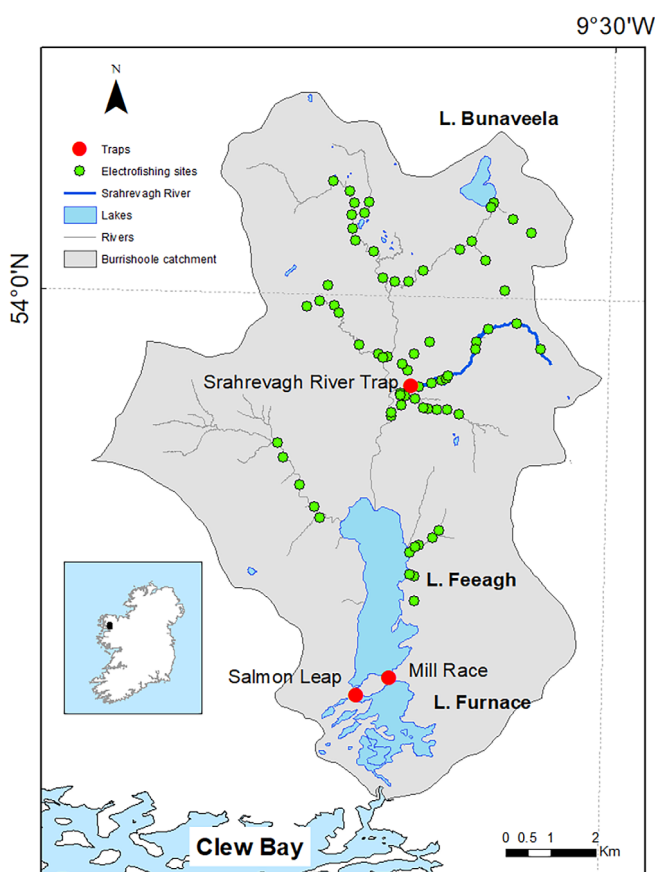 9°30'W
N
L. Bunaveela
Traps
Electrofishing sites
Srahrevagh River
Lakes
Rivers
Burrishoole catchment
54°0'N
Srahrevagh River Trap
L. Feeagh
Salmon Leap
Mill Race
L. Furnace
Clew Bay
0 0.5 1 2
Km